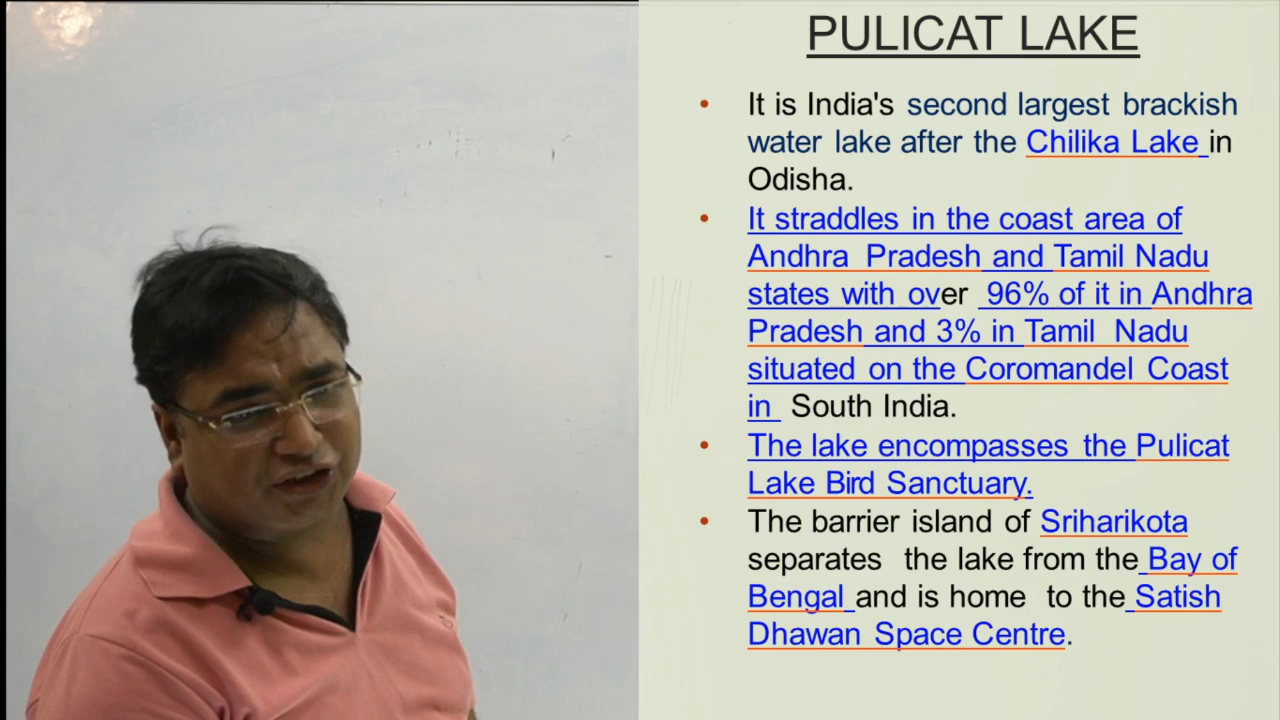 PULICAT LAKE
• It is India's second largest brackish
water lake after the Chilika Lake in
Odisha.
• It straddles in the coast area of
Andhra Pradesh and Tamil Nadu
states with over 96% of it in Andhra
Pradesh and 3% in Tamil Nadu
situated on the Coromandel Coast
in South India.
• The lake encompasses the Pulicat
Lake Bird Sanctuary.
• The barrier island of Sriharikota
separates the lake from the Bay of
Bengal and is home to the Satish
Dhawan Space Centre.